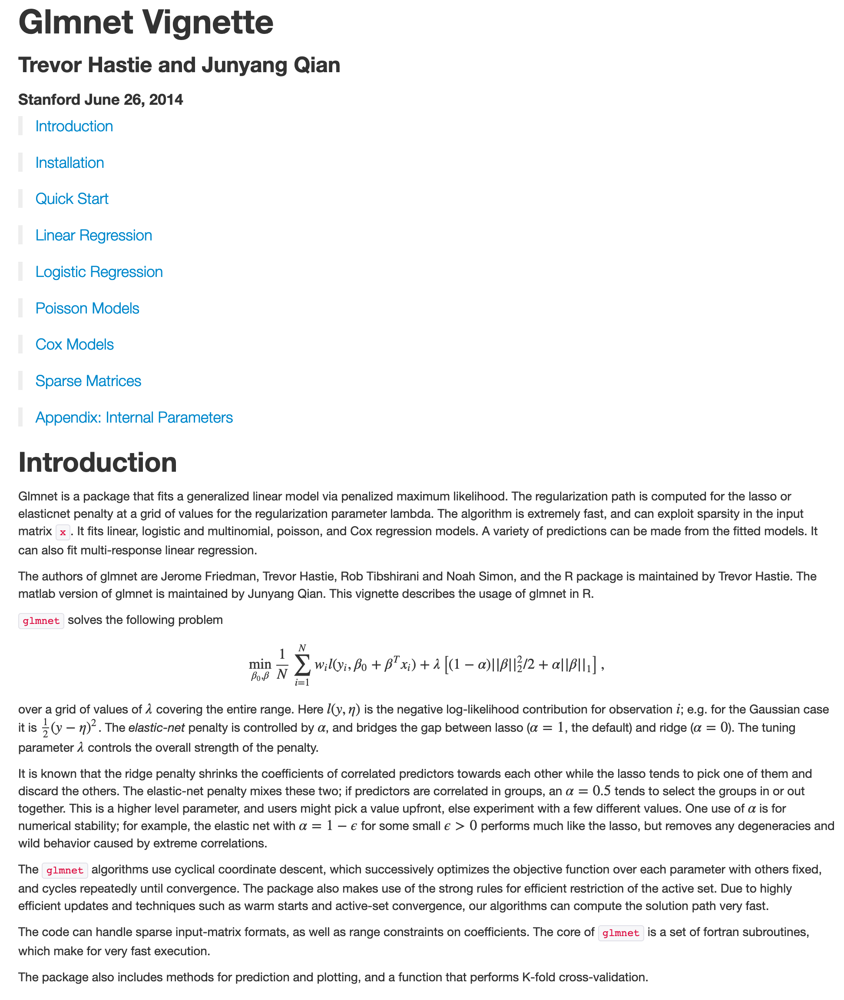 Glmnet Vignette
Trevor Hastie and Junyang Qian
Stanford June 26, 2014
Introduction
Installation
Quick Start
Linear Regression
Logistic Regression
Poisson Models
Cox Models
Sparse Matrices
Appendix: Internal Parameters
Introduction
Glmnet is a package that fits a generalized linear model via penalized maximum likelihood. The regularization path is computed for the lasso or
elasticnet penalty at a grid of values for the regularization parameter lambda. The algorithm is extremely fast, and can exploit sparsity in the input
matrix x . It fits linear, logistic and multinomial, poisson, and Cox regression models. A variety of predictions can be made from the fitted models. It
can also fit multi-response linear regression.
The authors of glmnet are Jerome Friedman, Trevor Hastie, Rob Tibshirani and Noah Simon, and the R package is maintained by Trevor Hastie. The
matlab version of glmnet is maintained by Junyang Qian. This vignette describes the usage of glmnet in R.
glmnet solves the following problem
$$\min_{\beta_0,\beta} \frac{1}{N} \sum_{i=1}^{N} w_i l(y_i, \beta_0 + \beta^T x_i) + \lambda \left[(1 - \alpha)||\beta||_2^2/2 + \alpha||\beta||_1\right],$$
over a grid of values of λ covering the entire range. Here l(y, η) is the negative log-likelihood contribution for observation i; e.g. for the Gaussian case
it is $\frac{1}{2}(y - \eta)^2$. The elastic-net penalty is controlled by α, and bridges the gap between lasso (α = 1, the default) and ridge (α = 0). The tuning
parameter λ controls the overall strength of the penalty.
It is known that the ridge penalty shrinks the coefficients of correlated predictors towards each other while the lasso tends to pick one of them and
discard the others. The elastic-net penalty mixes these two; if predictors are correlated in groups, an α = 0.5 tends to select the groups in or out
together. This is a higher level parameter, and users might pick a value upfront, else experiment with a few different values. One use of α is for
numerical stability; for example, the elastic net with α = 1 − ϵ for some small ϵ > 0 performs much like the lasso, but removes any degeneracies and
wild behavior caused by extreme correlations.
The glmnet algorithms use cyclical coordinate descent, which successively optimizes the objective function over each parameter with others fixed,
and cycles repeatedly until convergence. The package also makes use of the strong rules for efficient restriction of the active set. Due to highly
efficient updates and techniques such as warm starts and active-set convergence, our algorithms can compute the solution path very fast.
The code can handle sparse input-matrix formats, as well as range constraints on coefficients. The core of glmnet is a set of fortran subroutines,
which make for very fast execution.
The package also includes methods for prediction and plotting, and a function that performs K-fold cross-validation.